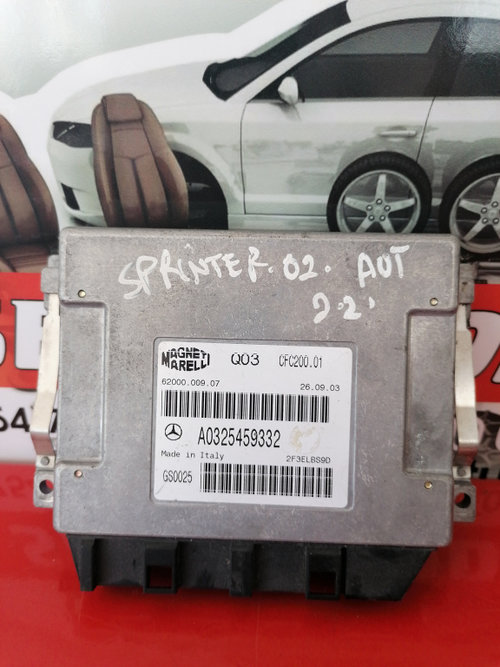 SPRINTER.02. AUT
2.2'
MAGNETI
MARELLI
Q03 CFC200.01
62000.009.07 26.09.03
A0325459332
Made in Italy 2F3ELBS9D
GS0025